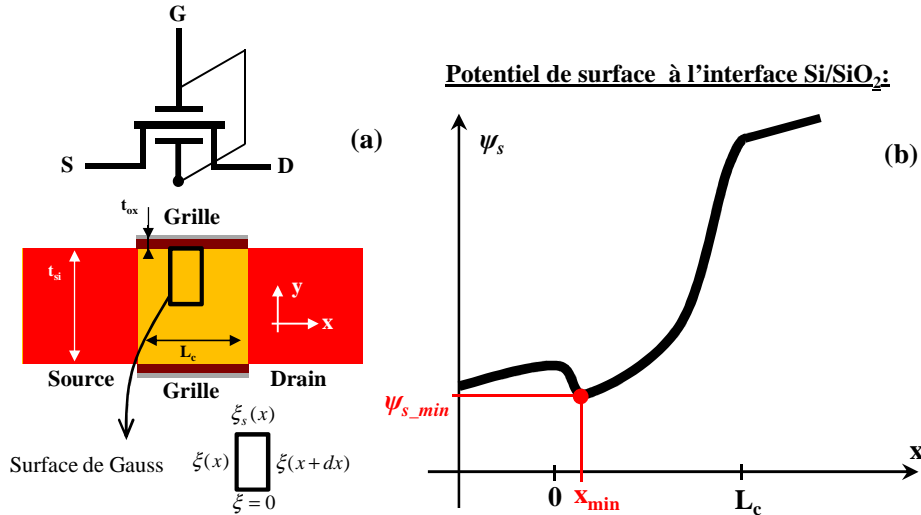 G
(a)
S
D
t_ox
Grille
t_si
y
x
L_c
Source
Grille
Drain
ξ_s(x)
ξ(x)
ξ(x+dx)
ξ=0
Surface de Gauss
Potentiel de surface à l'interface Si/SiO₂:
ψ_s
(b)
ψ_s_min
x
0
x_min
L_c